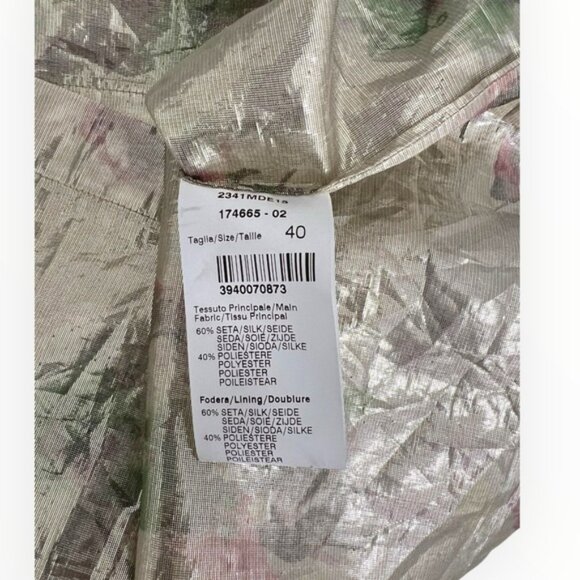 2341MDE15
174665 - 02
Taglia/Size/Taille 40
3940070873
Tessuto Principale/Main
Fabric/Tissu Principal
60% SETA/SILK/SEIDE
SEDA/SOIE/ZIJDE
SIDEN/SIODA/SILKE
40% POLIESTERE
POLYESTER
POLIESTER
POILEISTEAR
Fodera/Lining/Doublure
60% SETA/SILK/SEIDE
SEDA/SOIE/ZIJDE
SIDEN/SIODA/SILKE
40% POLIESTERE
POLYESTER
POLIESTER
POILEISTEAR